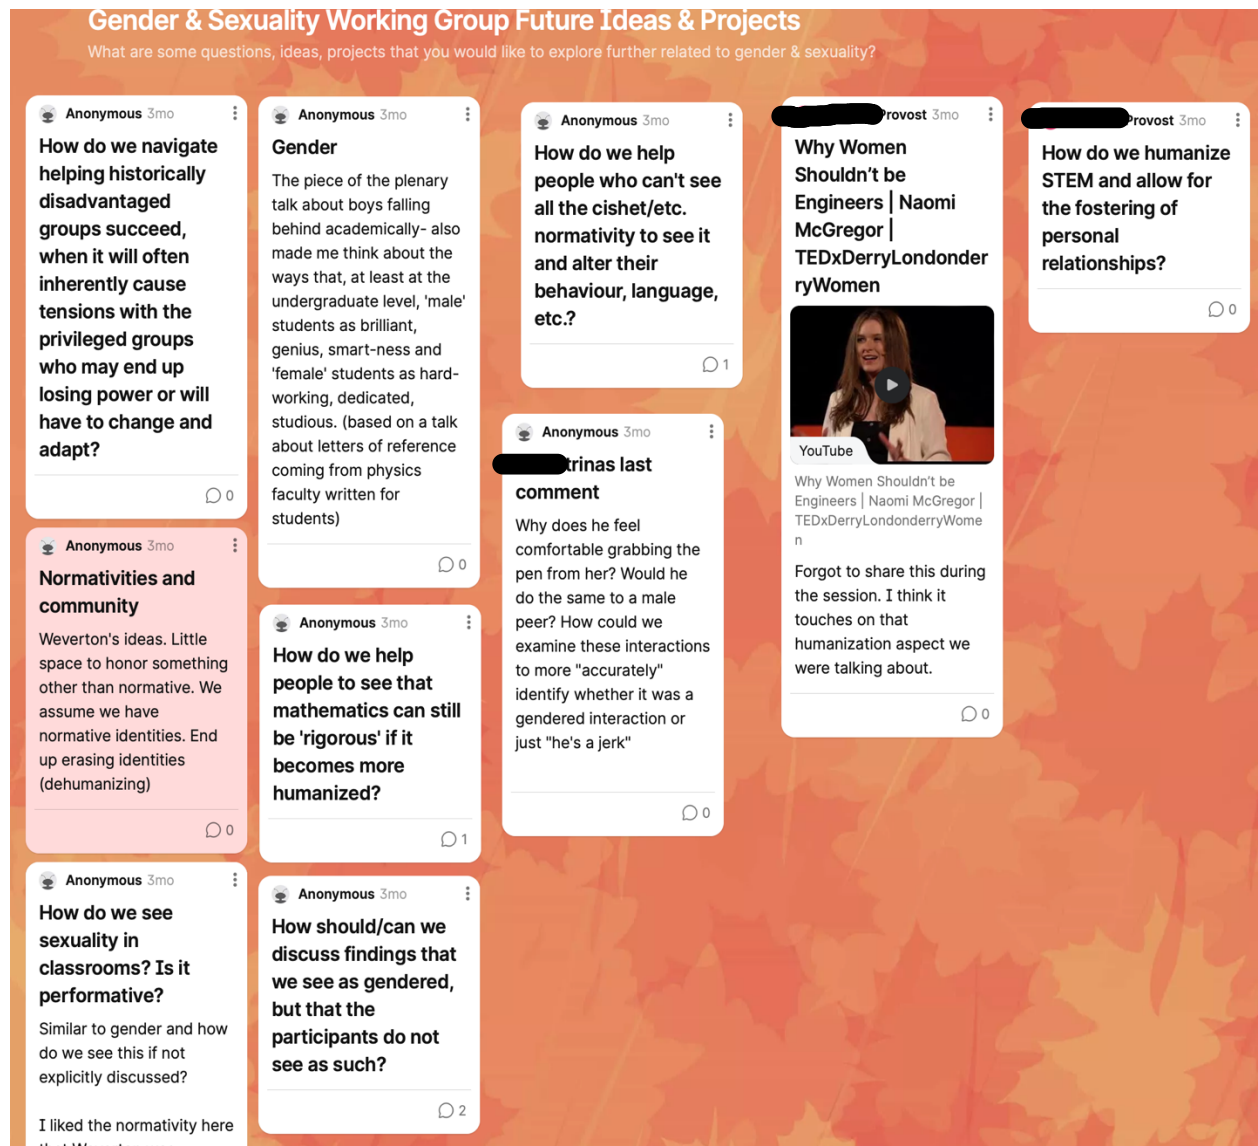 Gender & Sexuality Working Group Future Ideas & Projects
What are some questions, ideas, projects that you would like to explore further related to gender & sexuality?
Anonymous 3mo
How do we navigate
helping historically
disadvantaged
groups succeed,
when it will often
inherently cause
tensions with the
privileged groups
who may end up
losing power or will
have to change and
adapt?
0
Anonymous 3mo
Normativities and
community
Weverton's ideas. Little
space to honor something
other than normative. We
assume we have
normative identities. End
up erasing identities
(dehumanizing)
0
Anonymous 3mo
How do we see
sexuality in
classrooms? Is it
performative?
Similar to gender and how
do we see this if not
explicitly discussed?
I liked the normativity here
Anonymous 3mo
Gender
The piece of the plenary
talk about boys falling
behind academically- also
made me think about the
ways that, at least at the
undergraduate level, 'male'
students as brilliant,
genius, smart-ness and
'female' students as hard-
working, dedicated,
studious. (based on a talk
about letters of reference
coming from physics
faculty written for
students)
0
Anonymous 3mo
How do we help
people to see that
mathematics can still
be 'rigorous' if it
becomes more
humanized?
1
Anonymous 3mo
How should/can we
discuss findings that
we see as gendered,
but that the
participants do not
see as such?
2
Anonymous 3mo
How do we help
people who can't see
all the cishet/etc.
normativity to see it
and alter their
behaviour, language,
etc.?
1
Anonymous 3mo
trinas last
comment
Why does he feel
comfortable grabbing the
pen from her? Would he
do the same to a male
peer? How could we
examine these interactions
to more "accurately"
identify whether it was a
gendered interaction or
just "he's a jerk"
0
Provost 3mo
Why Women
Shouldn't be
Engineers | Naomi
McGregor |
TEDxDerryLondonder
ryWomen
YouTube
Why Women Shouldn't be
Engineers | Naomi McGregor |
TEDxDerryLondonderryWome
n
Forgot to share this during
the session. I think it
touches on that
humanization aspect we
were talking about.
0
Provost 3mo
How do we humanize
STEM and allow for
the fostering of
personal
relationships?
0